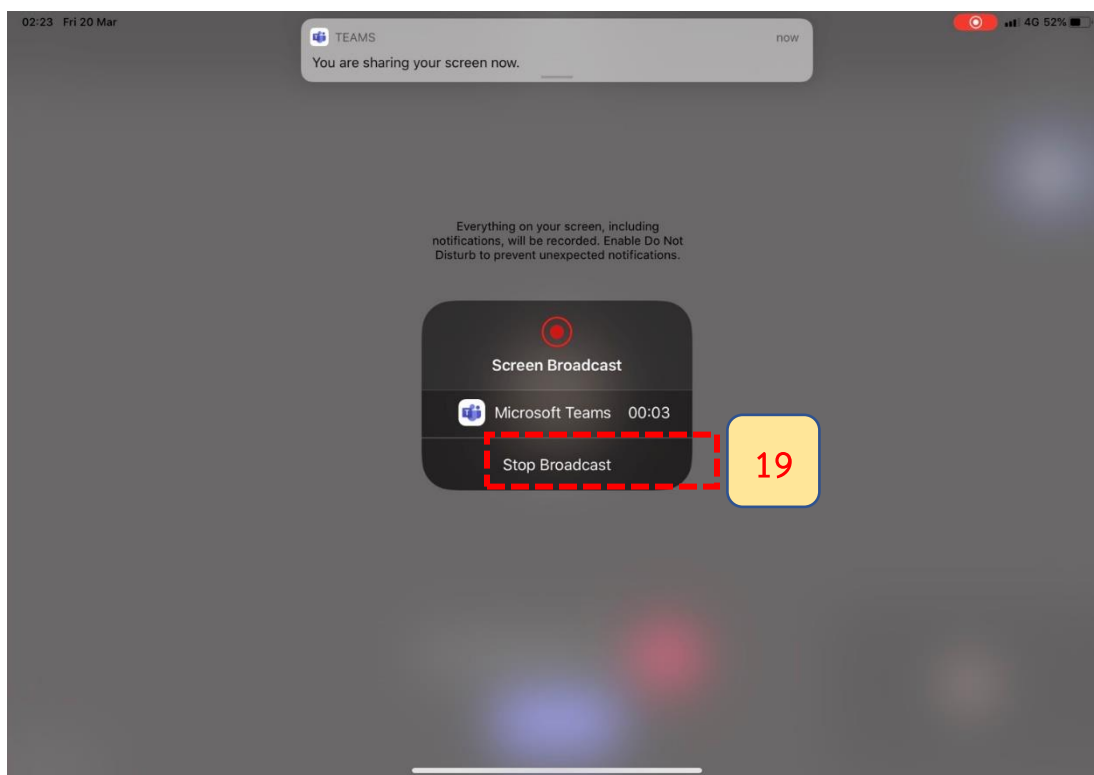 02:23 Fri 20 Mar
4G 52%
TEAMS now
You are sharing your screen now.
Everything on your screen, including
notifications, will be recorded. Enable Do Not
Disturb to prevent unexpected notifications.
Screen Broadcast
Microsoft Teams 00:03
Stop Broadcast
19